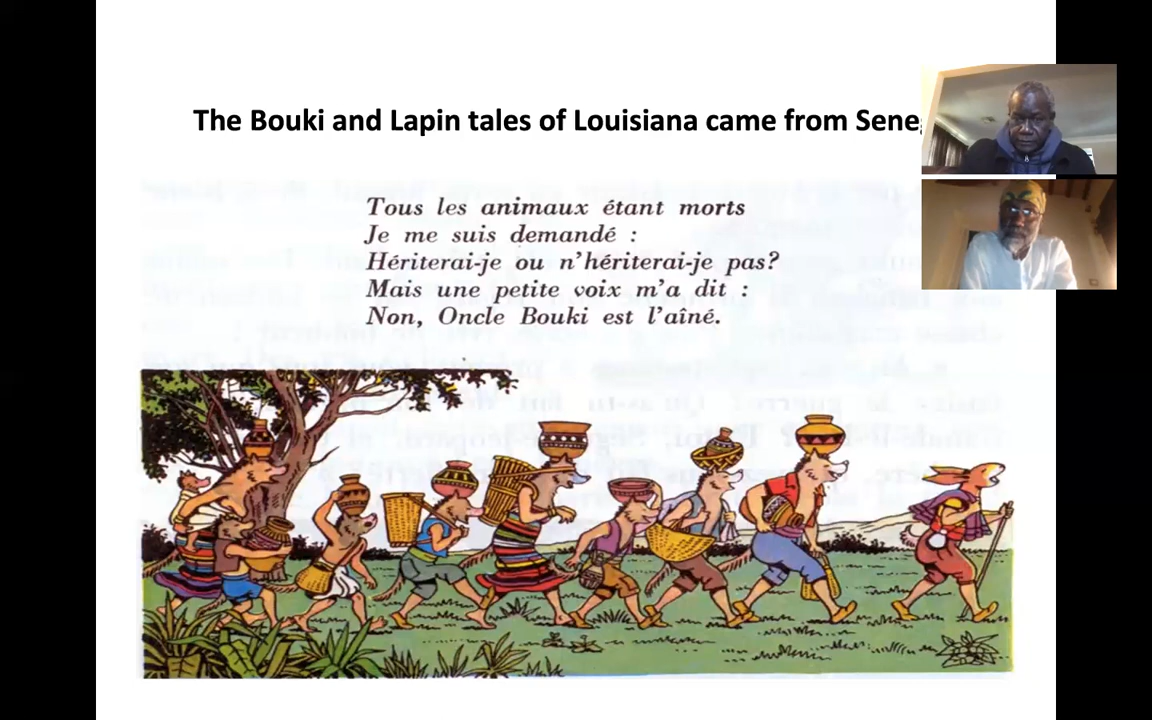 The Bouki and Lapin tales of Louisiana came from
Tous les animaux étant morts
Je me suis demandé :
Hériterai-je ou n'hériterai-je pas?
Mais une petite voix m'a dit :
Non, Oncle Bouki est l'aîné.